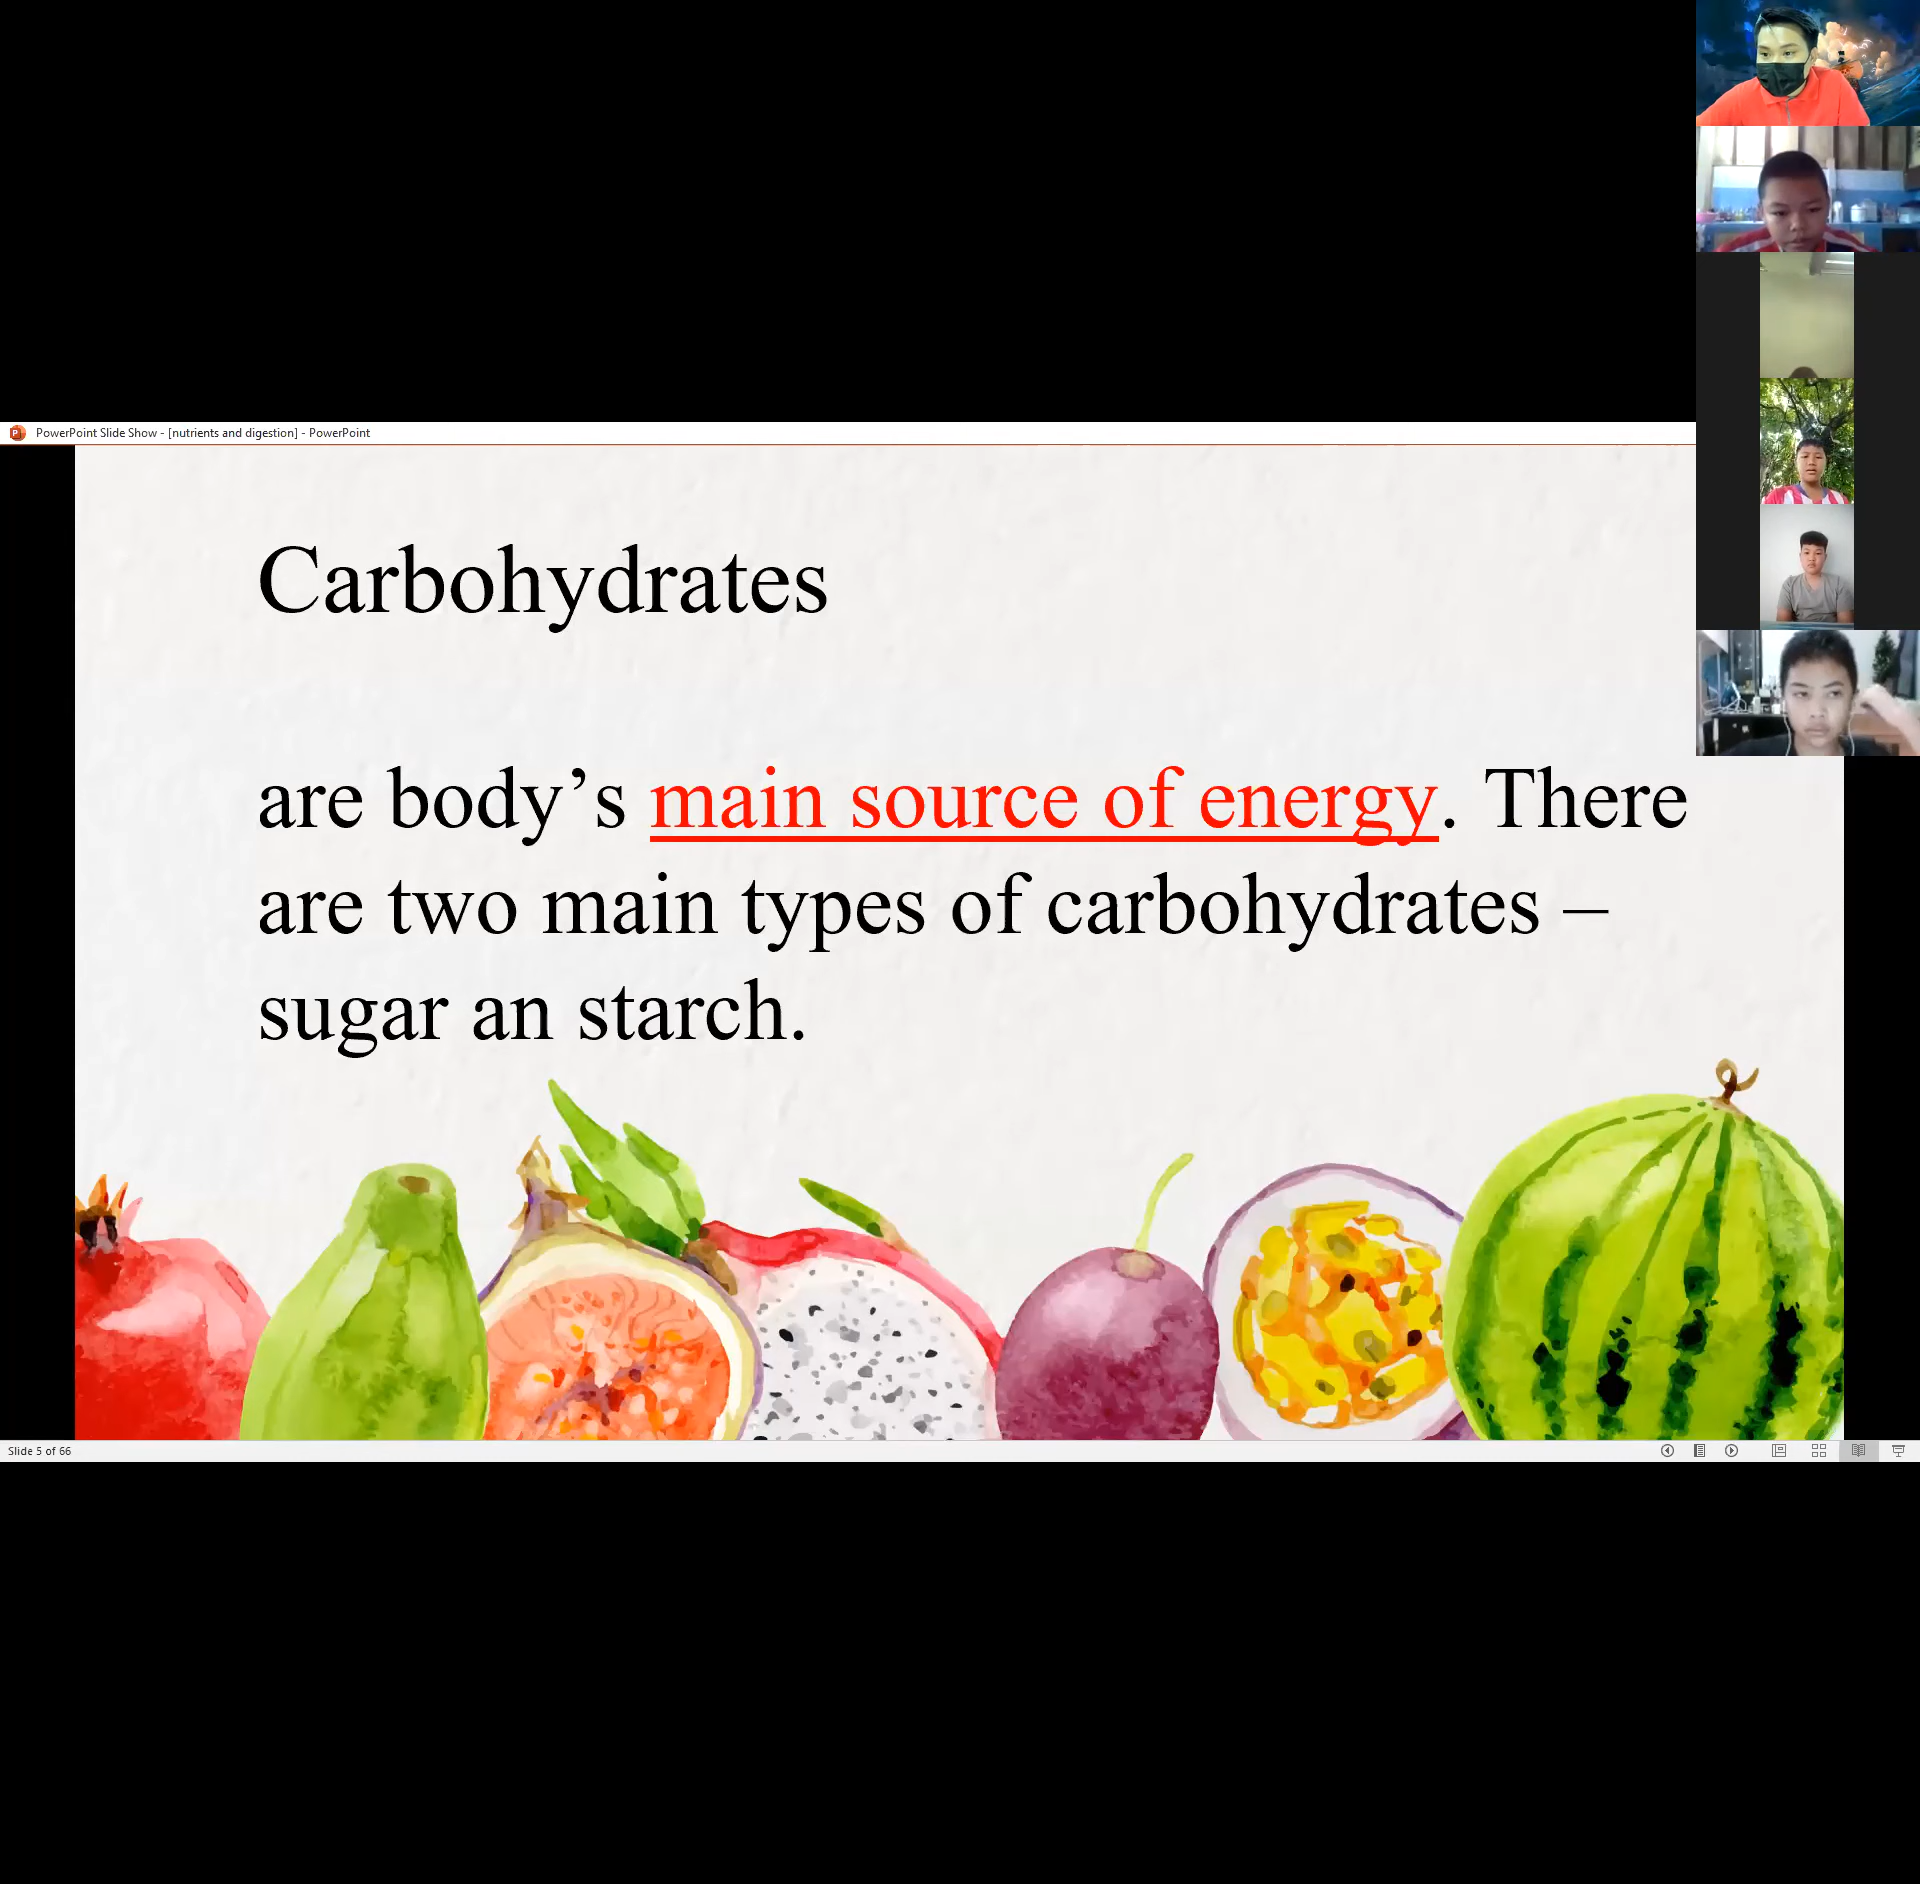 PowerPoint Slide Show - [nutrients and digestion] - PowerPoint
Carbohydrates
are body’s main source of energy. There
are two main types of carbohydrates –
sugar an starch.
Slide 5 of 66